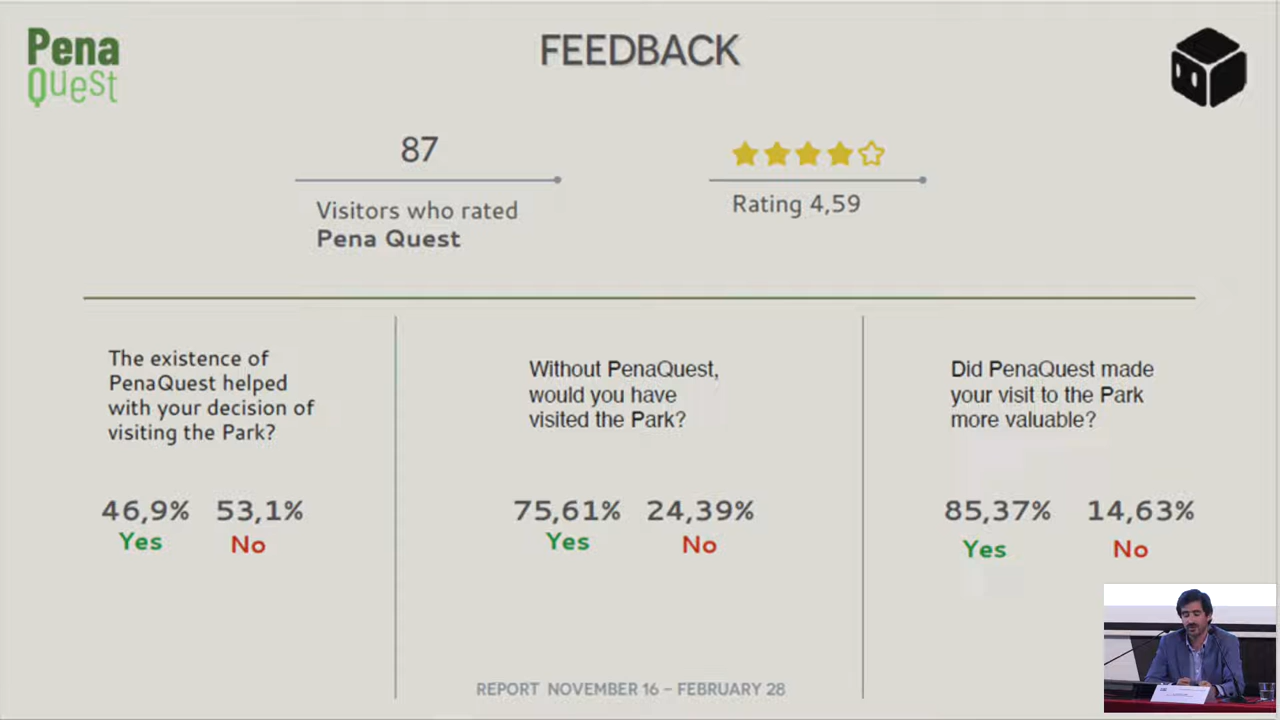 Pena
Quest
FEEDBACK
87
Visitors who rated
Pena Quest
Rating 4,59
The existence of
PenaQuest helped
with your decision of
visiting the Park?
46,9% 53,1%
Yes No
Without PenaQuest,
would you have
visited the Park?
75,61% 24,39%
Yes No
Did PenaQuest made
your visit to the Park
more valuable?
85,37% 14,63%
Yes No
REPORT NOVEMBER 16 - FEBRUARY 28